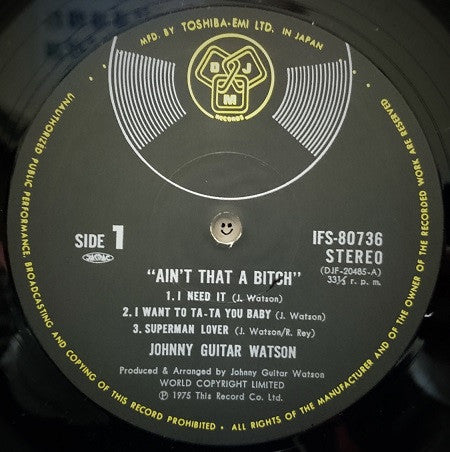 MFD. BY TOSHIBA-EMI LTD. IN JAPAN
DJM
RECORDS
SIDE 1
IFS-80736
STEREO
(DJF-20485-A)
33⅓ r. p. m.
"AIN'T THAT A BITCH"
1. I NEED IT (J. Watson)
2. I WANT TO TA-TA YOU BABY (J. Watson)
3. SUPERMAN LOVER (J. Watson/R. Rey)
JOHNNY GUITAR WATSON
Produced & Arranged by Johnny Guitar Watson
WORLD COPYRIGHT LIMITED
Ⓟ 1975 This Record Co. Ltd.
UNAUTHORIZED PUBLIC PERFORMANCE, BROADCASTING AND COPYING OF THIS RECORD PROHIBITED • ALL RIGHTS OF THE MANUFACTURER AND OF THE OWNER OF THE RECORDED WORK ARE RESERVED